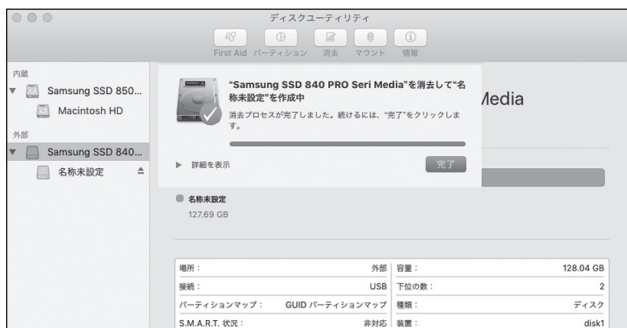 ディスクユーティリティ
First Aid パーティション 消去 マウント 情報
内蔵
Samsung SSD 850...
Macintosh HD
外部
Samsung SSD 840...
名称未設定
"Samsung SSD 840 PRO Seri Media"を消去して"名
称未設定"を作成中
消去プロセスが完了しました。続けるには、"完了"をクリックしま
す。
詳細を表示
完了
Media
名称未設定
127.69 GB
場所： 外部 容量： 128.04 GB
接続： USB 下位の数： 2
パーティションマップ： GUID パーティションマップ 種類： ディスク
S.M.A.R.T. 状況： 非対応 装置： disk1